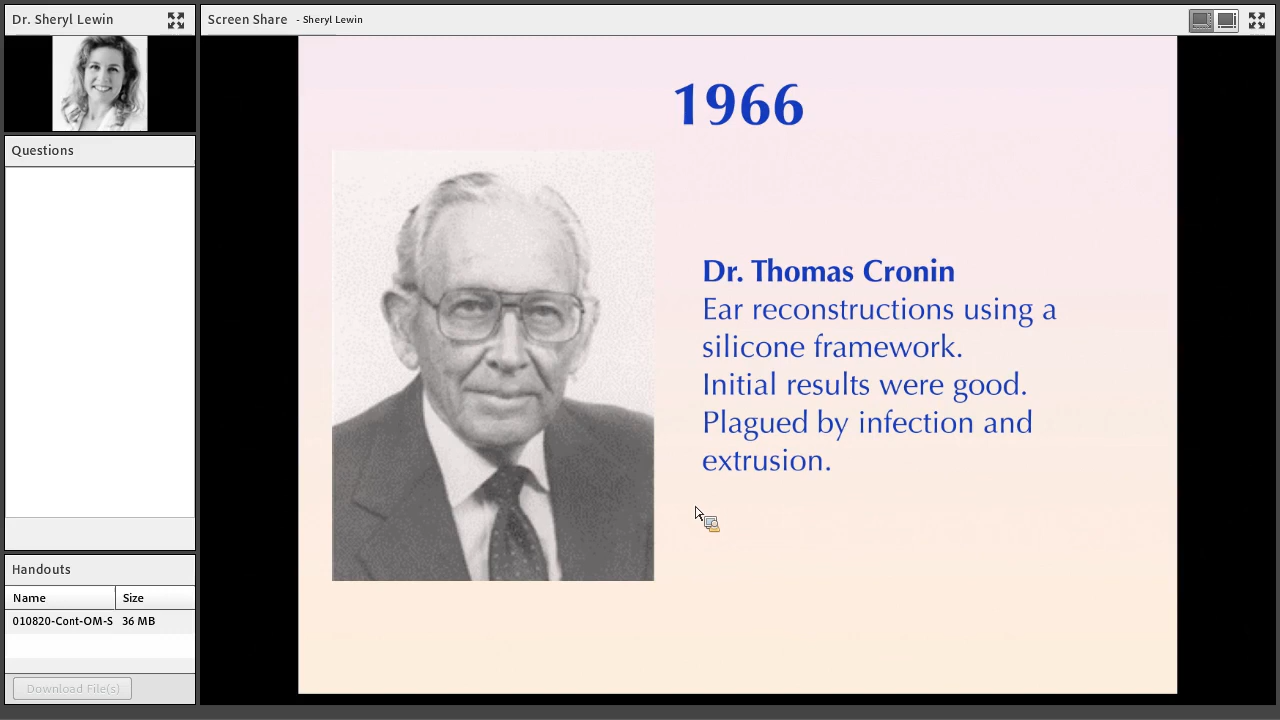 Dr. Sheryl Lewin
Screen Share - Sheryl Lewin
Questions
1966
Dr. Thomas Cronin
Ear reconstructions using a
silicone framework.
Initial results were good.
Plagued by infection and
extrusion.
Handouts
Name Size
010820-Cont-OM-S 36 MB
Download File(s)